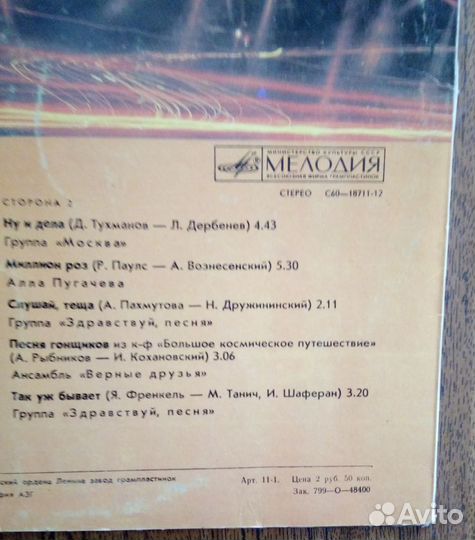 МИНИСТЕРСТВО КУЛЬТУРЫ СССР
МЕЛОДИЯ
ВСЕСОЮЗНАЯ ФИРМА ГРАМПЛАСТИНОК
СТЕРЕО С60—18711-12
СТОРОНА 2
Ну и дела (Д. Тухманов — Л. Дербенев) 4.43
Группа «Москва»
Миллион роз (Р. Паулс — А. Вознесенский) 5.30
Алла Пугачева
Слушай, теща (А. Пахмутова — Н. Дружининский) 2.11
Группа «Здравствуй, песня»
Песня гонщиков из к-ф «Большое космическое путешествие»
(А. Рыбников — И. Кохановский) 3.06
Ансамбль «Верные друзья»
Так уж бывает (Я. Френкель — М. Танич, И. Шаферан) 3.20
Группа «Здравствуй, песня»
ский ордена Ленина завод грампластинок
Арт. 11-1. Цена 2 руб. 50 коп.
фия АЗГ
Зак. 799—О—48400
Avito